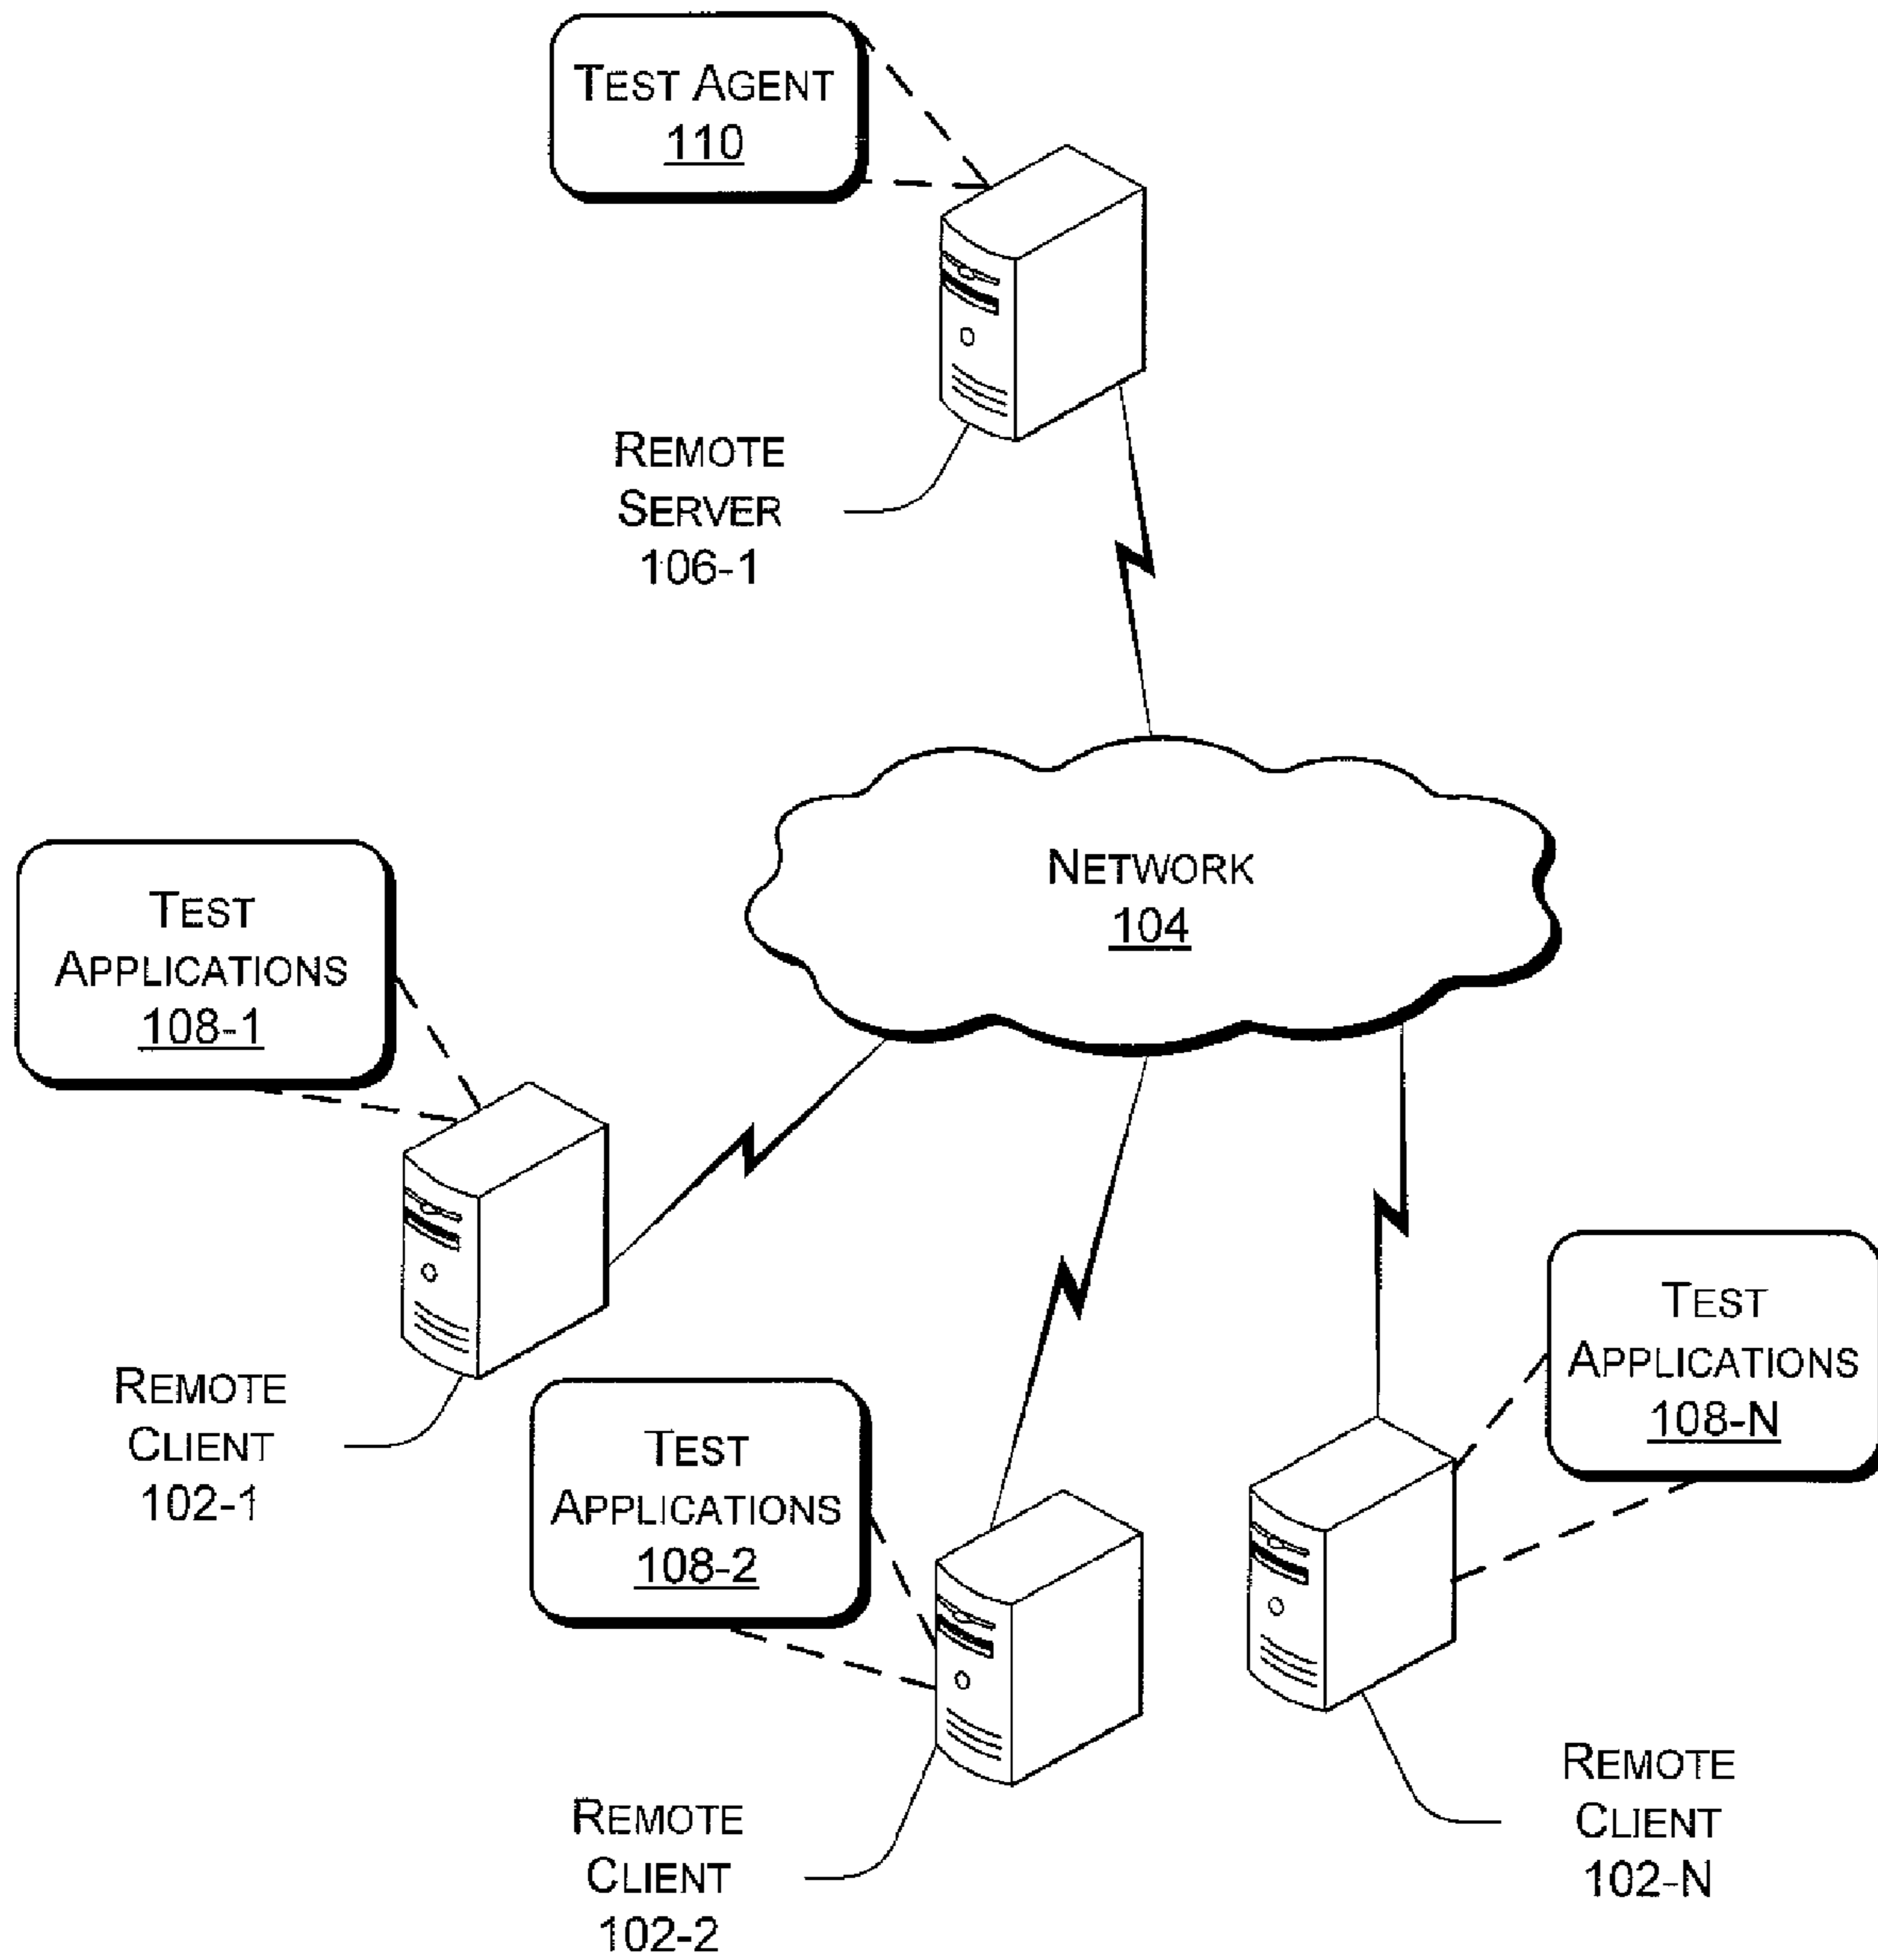 TEST AGENT
110
REMOTE
SERVER
106-1
NETWORK
104
TEST
APPLICATIONS
108-1
REMOTE
CLIENT
102-1
TEST
APPLICATIONS
108-2
REMOTE
CLIENT
102-2
TEST
APPLICATIONS
108-N
REMOTE
CLIENT
102-N